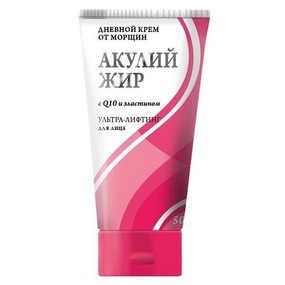 ДНЕВНОЙ КРЕМ
ОТ МОРЩИН
АКУЛИЙ
ЖИР
с Q10 и эластином
УЛЬТРА-ЛИФТИНГ
для лица